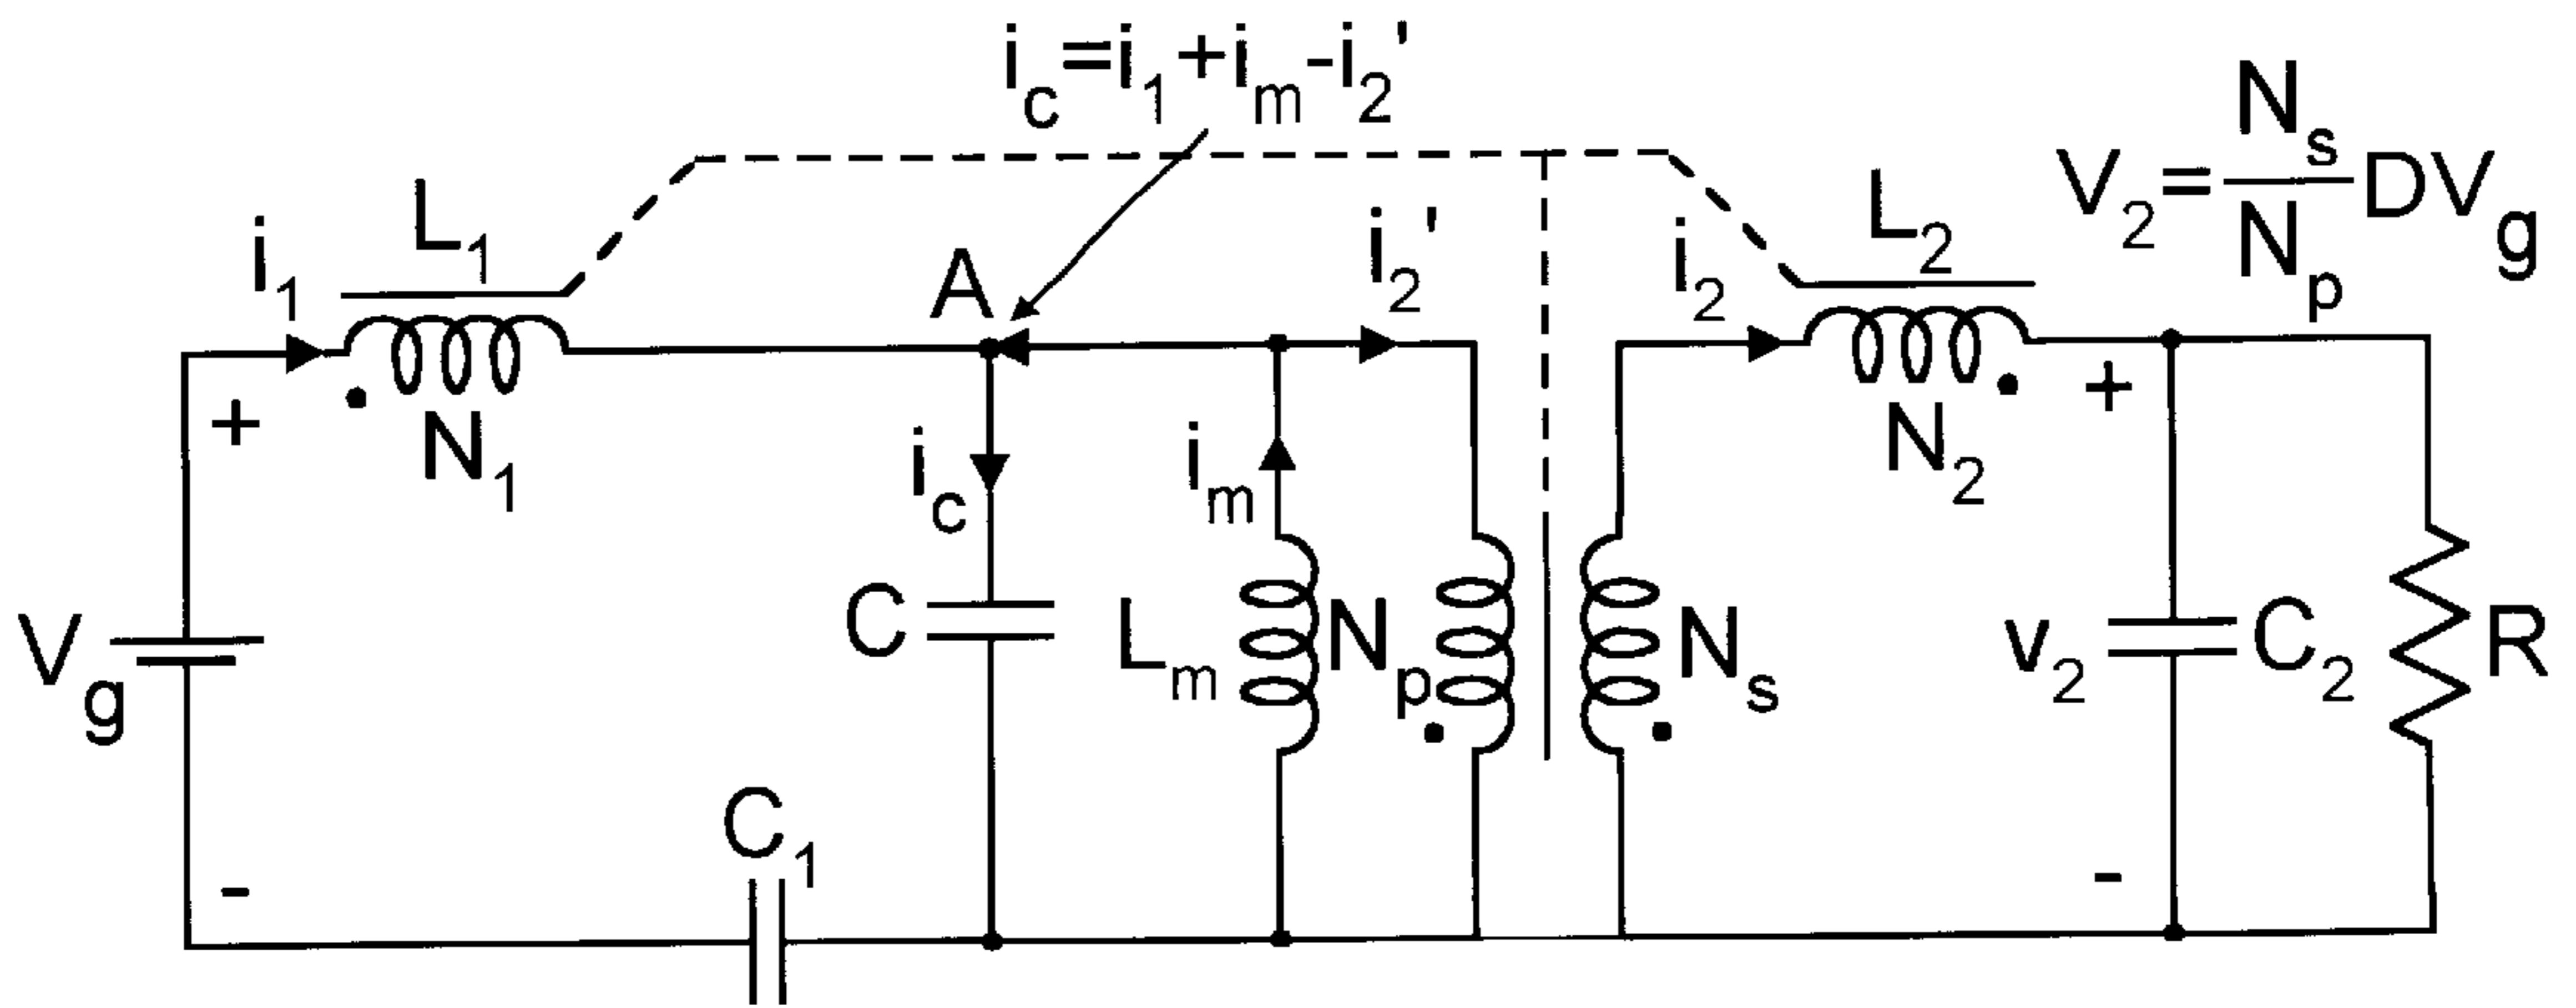 i_c=i_1+i_m-i_2'
V_2=N_s/N_p DV_g
i_1
L_1
A
i_2'
i_2
L_2
+
N_1
i_c
i_m
N_2
+
V_g
C
L_m
N_p
N_s
v_2
C_2
R
-
C_1
-